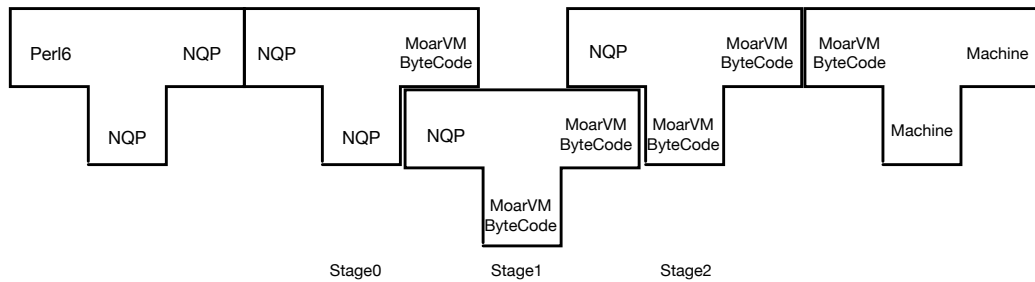 Perl6 NQP
NQP
NQP MoarVM
ByteCode
NQP
NQP MoarVM
ByteCode
MoarVM
ByteCode
NQP MoarVM
ByteCode
MoarVM
ByteCode
MoarVM
ByteCode
Machine
Machine
Stage0 Stage1 Stage2